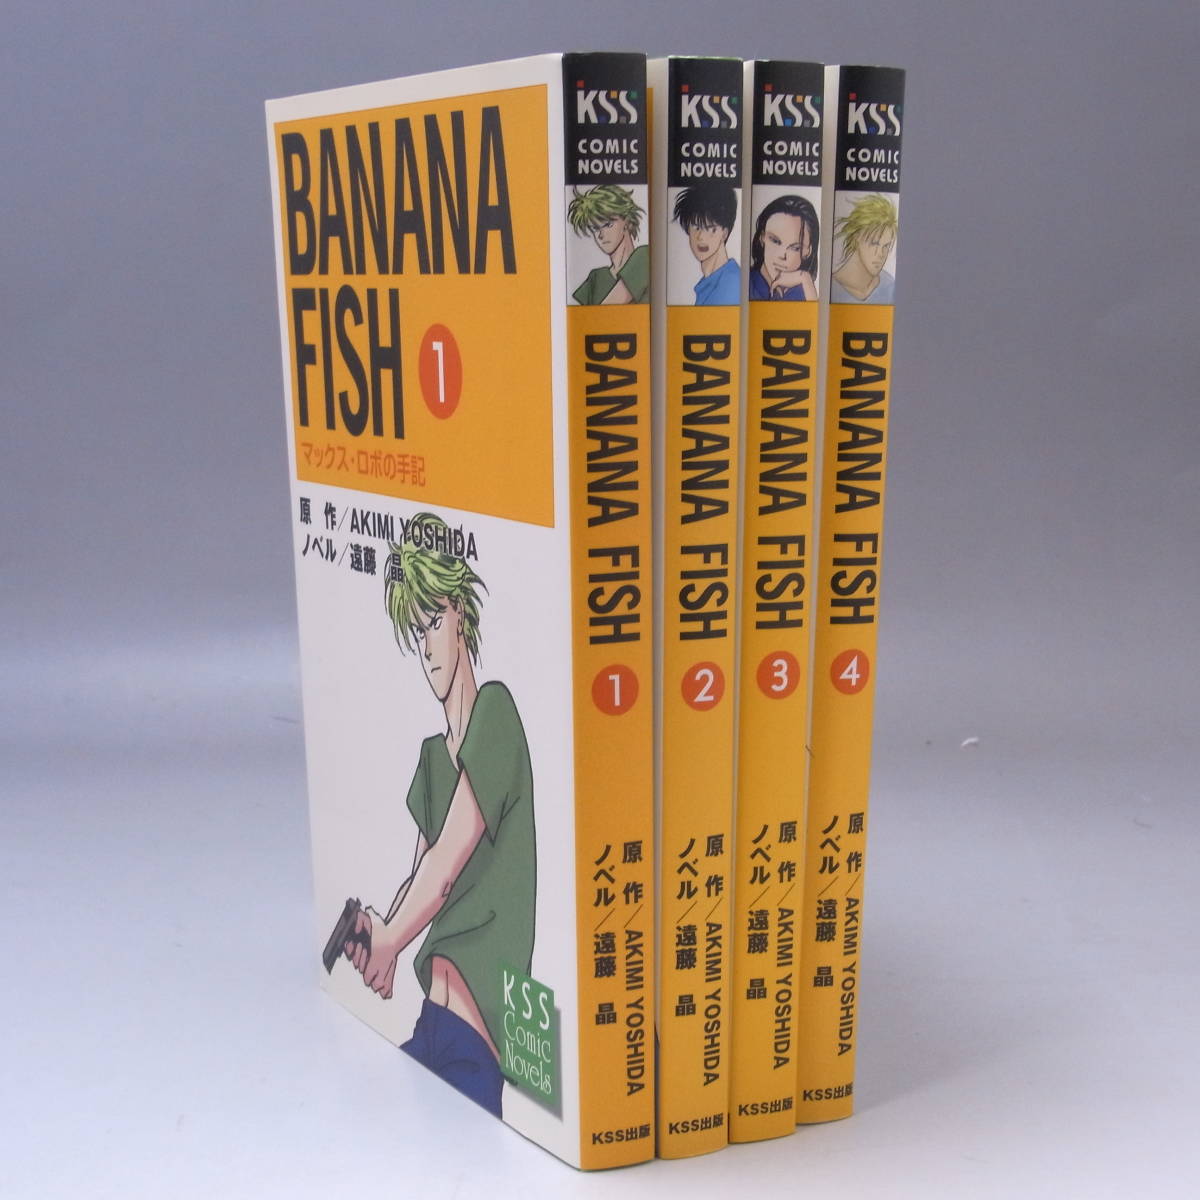 BANANA
FISH
1
マックス・ロボの手記
原 作/AKIMI YOSHIDA
ノベル/遠藤 晶
KSS
Comic
Novels
KSS
COMIC
NOVELS
BANANA FISH
1
原 作/AKIMI YOSHIDA
ノベル/遠藤 晶
KSS出版
KSS
COMIC
NOVELS
BANANA FISH
2
原 作/AKIMI YOSHIDA
ノベル/遠藤 晶
KSS出版
KSS
COMIC
NOVELS
BANANA FISH
3
原 作/AKIMI YOSHIDA
ノベル/遠藤 晶
KSS出版
KSS
COMIC
NOVELS
BANANA FISH
4
原 作/AKIMI YOSHIDA
ノベル/遠藤 晶
KSS出版